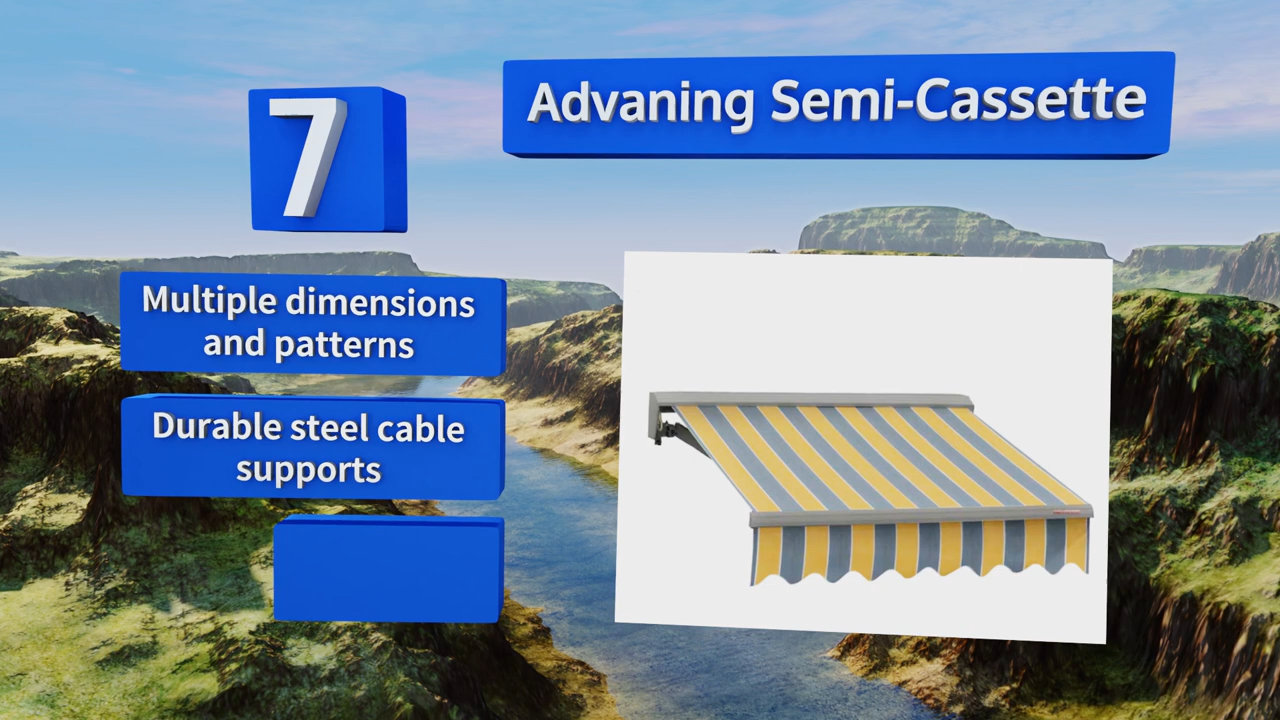 7
Advaning Semi-Cassette
Multiple dimensions
and patterns
Durable steel cable
supports